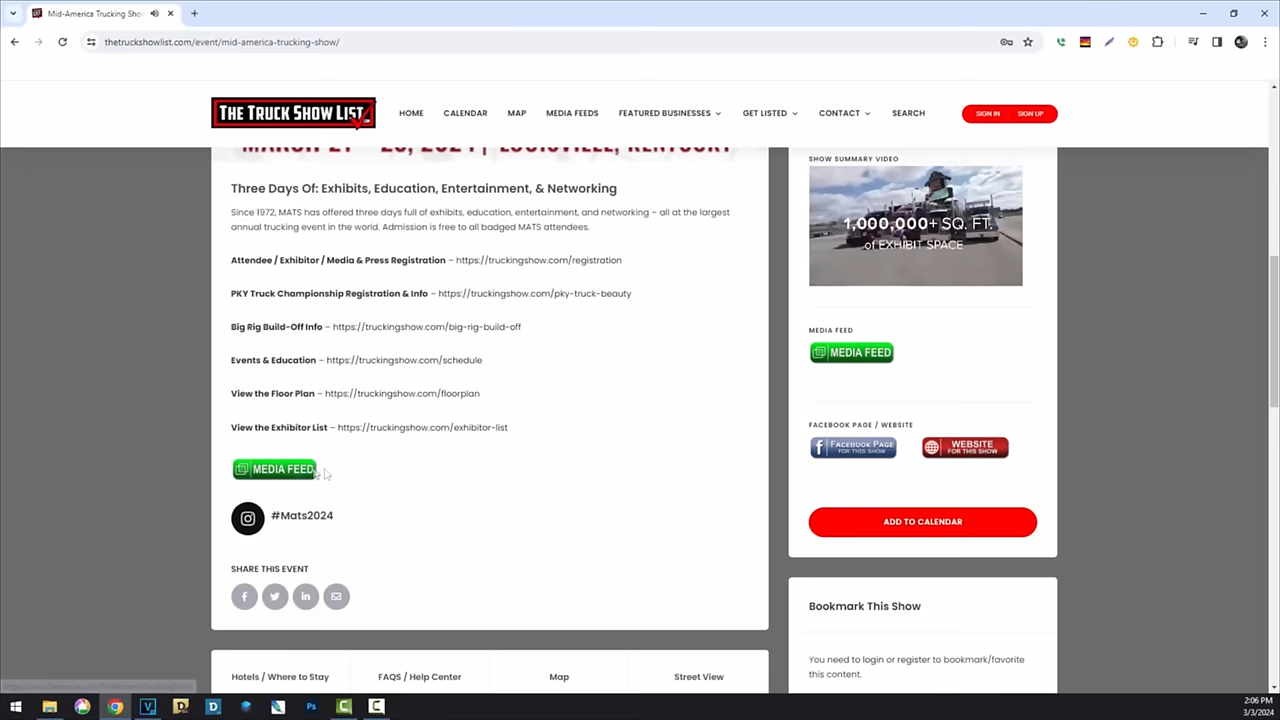 Mid-America Trucking Sho
thetruckshowlist.com/event/mid-america-trucking-show/
THE TRUCK SHOW LIST
HOME
CALENDAR
MAP
MEDIA FEEDS
FEATURED BUSINESSES
GET LISTED
CONTACT
SEARCH
SIGN IN
SIGN UP
MARCH 21 - 23, 2024 | LOUISVILLE, KENTUCKY
Three Days Of: Exhibits, Education, Entertainment, & Networking
Since 1972, MATS has offered three days full of exhibits, education, entertainment, and networking – all at the largest
annual trucking event in the world. Admission is free to all badged MATS attendees.
Attendee / Exhibitor / Media & Press Registration – https://truckingshow.com/registration
PKY Truck Championship Registration & Info – https://truckingshow.com/pky-truck-beauty
Big Rig Build-Off Info – https://truckingshow.com/big-rig-build-off
Events & Education – https://truckingshow.com/schedule
View the Floor Plan – https://truckingshow.com/floorplan
View the Exhibitor List – https://truckingshow.com/exhibitor-list
MEDIA FEED
#Mats2024
SHARE THIS EVENT
Hotels / Where to Stay
FAQS / Help Center
Map
Street View
SHOW SUMMARY VIDEO
1,000,000+ SQ. FT.
of EXHIBIT SPACE
MEDIA FEED
MEDIA FEED
FACEBOOK PAGE / WEBSITE
FACEBOOK PAGE
FOR THIS SHOW
WEBSITE
FOR THIS SHOW
ADD TO CALENDAR
Bookmark This Show
You need to login or register to bookmark/favorite
this content.
2:06 PM
3/3/2024